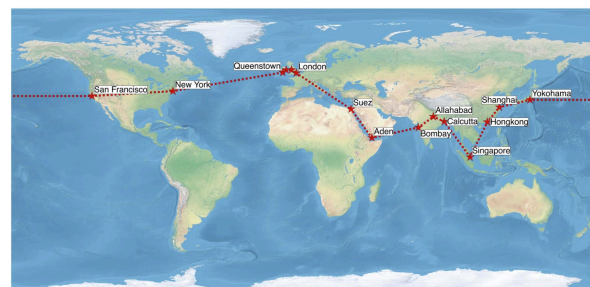 Queenstown
London
San Francisco
New York
Suez
Shanghai
Yokohama
Allahabad
Calcutta
Hongkong
Aden
Bombay
Singapore